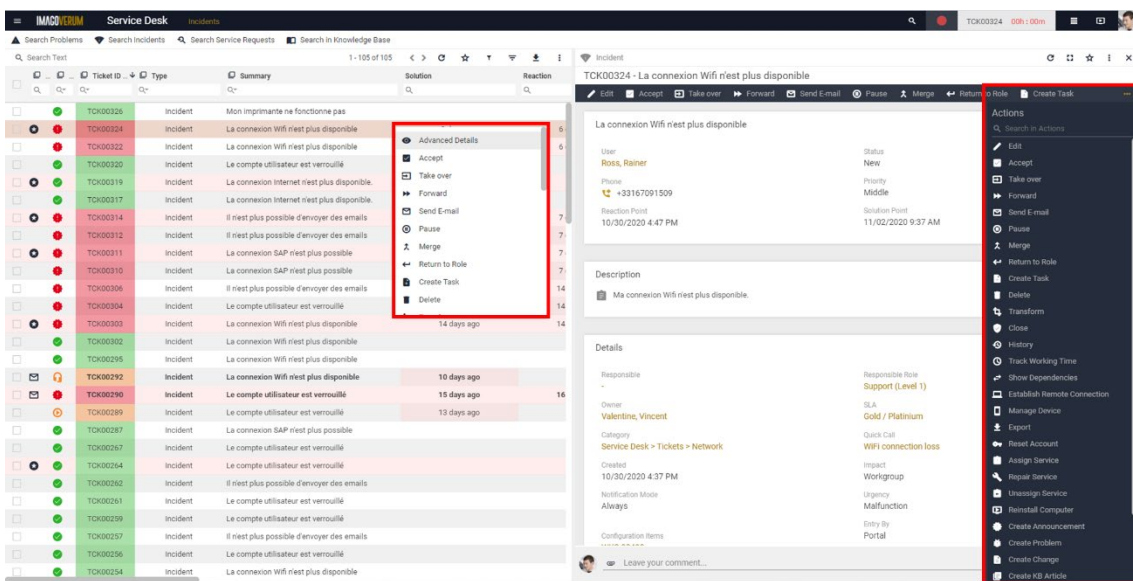 IMAGOVERUM Service Desk Incidents TCK00324 00h : 00m
Search Problems Search Incidents Search Service Requests Search in Knowledge Base
Search Text 1 - 105 of 105
Ticket ID Type Summary Solution Reaction
TCK00326 Incident Mon imprimante ne fonctionne pas
TCK00324 Incident La connexion Wifi n'est plus disponible 6
TCK00322 Incident La connexion Wifi n'est plus disponible 6
TCK00320 Incident Le compte utilisateur est verrouillé
TCK00319 Incident La connexion Internet n'est plus disponible.
TCK00317 Incident La connexion Internet n'est plus disponible.
TCK00314 Incident Il n'est plus possible d'envoyer des emails 7
TCK00312 Incident Il n'est plus possible d'envoyer des emails 7
TCK00311 Incident La connexion SAP n'est plus possible 7
TCK00310 Incident La connexion SAP n'est plus possible 7
TCK00306 Incident Il n'est plus possible d'envoyer des emails 14
TCK00304 Incident Le compte utilisateur est verrouillé 14
TCK00303 Incident La connexion Wifi n'est plus disponible 14 days ago 14
TCK00302 Incident La connexion Wifi n'est plus disponible
TCK00295 Incident La connexion Wifi n'est plus disponible
TCK00292 Incident La connexion Wifi n'est plus disponible 10 days ago
TCK00290 Incident Le compte utilisateur est verrouillé 15 days ago 16
TCK00289 Incident Le compte utilisateur est verrouillé 13 days ago
TCK00287 Incident La connexion SAP n'est plus possible
TCK00267 Incident Le compte utilisateur est verrouillé
TCK00264 Incident Le compte utilisateur est verrouillé
TCK00262 Incident Il n'est plus possible d'envoyer des emails
TCK00261 Incident Le compte utilisateur est verrouillé
TCK00259 Incident Le compte utilisateur est verrouillé
TCK00257 Incident Il n'est plus possible d'envoyer des emails
TCK00256 Incident Le compte utilisateur est verrouillé
TCK00254 Incident La connexion Wifi n'est plus disponible
Advanced Details
Accept
Take over
Forward
Send E-mail
Pause
Merge
Return to Role
Create Task
Delete
Incident
TCK00324 - La connexion Wifi n'est plus disponible
Edit Accept Take over Forward Send E-mail Pause Merge Return to Role Create Task
La connexion Wifi n'est plus disponible
User Status
Ross, Rainer New
Phone Priority
+33167091509 Middle
Reaction Point Solution Point
10/30/2020 4:47 PM 11/02/2020 9:37 AM
Description
Ma connexion Wifi n'est plus disponible.
Details
Responsible Responsible Role
- Support (Level 1)
Owner SLA
Valentine, Vincent Gold / Platinium
Category Quick Call
Service Desk > Tickets > Network WiFi connection loss
Created Impact
10/30/2020 4:37 PM Workgroup
Notification Mode Urgency
Always Malfunction
Entry By
Configuration Items Portal
Leave your comment...
Actions
Search in Actions
Edit
Accept
Take over
Forward
Send E-mail
Pause
Merge
Return to Role
Create Task
Delete
Transform
Close
History
Track Working Time
Show Dependencies
Establish Remote Connection
Manage Device
Export
Reset Account
Assign Service
Repair Service
Unassign Service
Reinstall Computer
Create Announcement
Create Problem
Create Change
Create KB Article